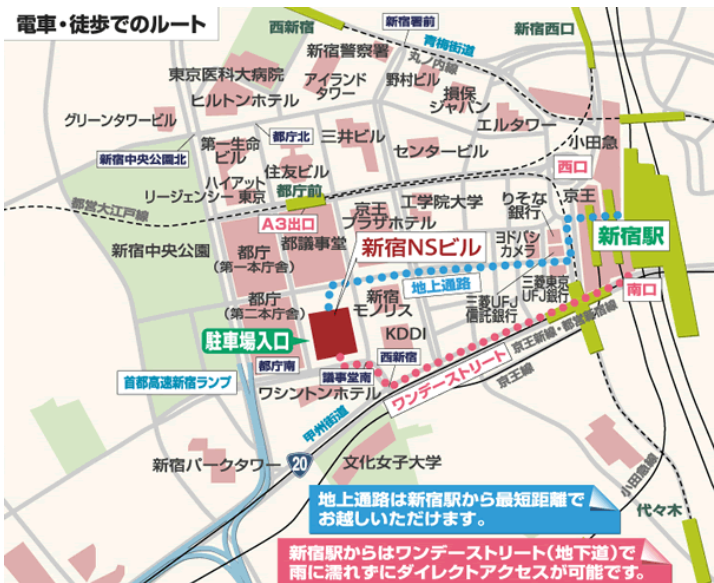 電車・徒歩でのルート
西新宿
新宿署前
青梅街道
新宿西口
新宿警察署
丸ノ内線
東京医科大病院
アイランド
タワー
野村ビル
ヒルトンホテル
損保
ジャパン
グリーンタワービル
エルタワー
都庁北
小田急
第一生命
ビル
三井ビル
新宿中央公園北
センタービル
住友ビル
西口
ハイアット
リージェンシー 東京
都庁前
工学院大学
りそな
銀行
京王
都営大江戸線
A3出口
京王
プラザホテル
新宿駅
新宿中央公園
都庁
(第一本庁舎)
都議事堂
ヨドバシ
カメラ
新宿NSビル
地上通路
三菱東京
UFJ銀行
南口
都庁
(第二本庁舎)
新宿
モノリス
三菱UFJ
信託銀行
駐車場入口
KDDI
京王新線・都営新宿線
都庁南
西新宿
議事堂南
ワンデーストリート
京王線
首都高速新宿ランプ
ワシントンホテル
甲州街道
新宿パークタワー
20
文化女子大学
小田急線
代々木
地上通路は新宿駅から最短距離で
お越しいただけます。
新宿駅からはワンデーストリート(地下道)で
雨に濡れずにダイレクトアクセスが可能です。